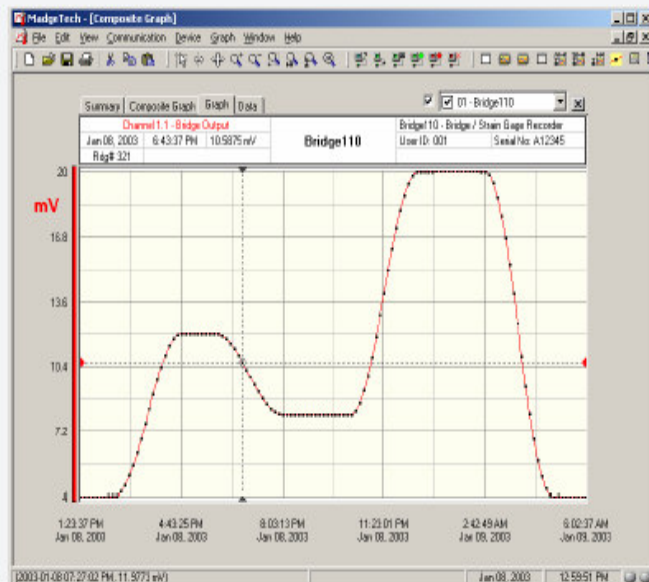 MadgeTech - [Composite Graph]
File Edit View Communication Device Graph Window Help
Summary Composite Graph Graph Data
01 - Bridge110
Channel 1.1 - Bridge Output
Jan 08, 2003 6:43:37 PM 10.5875 mV
Rdg# 321
Bridge110
Bridge110 - Bridge / Strain Gage Recorder
User ID: 001 Serial No: A12345
mV
20
16.8
13.6
10.4
7.2
4
1:23:37 PM 4:43:25 PM 8:03:13 PM 11:23:01 PM 2:42:49 AM 6:02:37 AM
Jan 08, 2003 Jan 08, 2003 Jan 08, 2003 Jan 08, 2003 Jan 09, 2003 Jan 09, 2003
(2003-01-08 07:27:02 PM, 11.9773 mV) Jan 08, 2003 12:59:51 PM